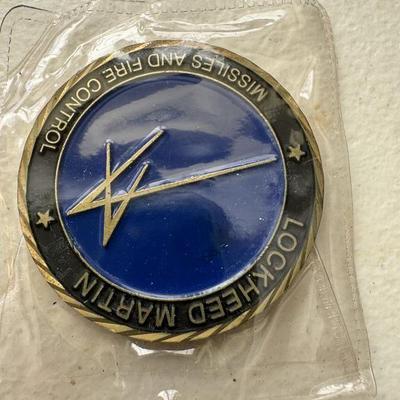 LOCKHEED MARTIN
MISSILES AND FIRE CONTROL